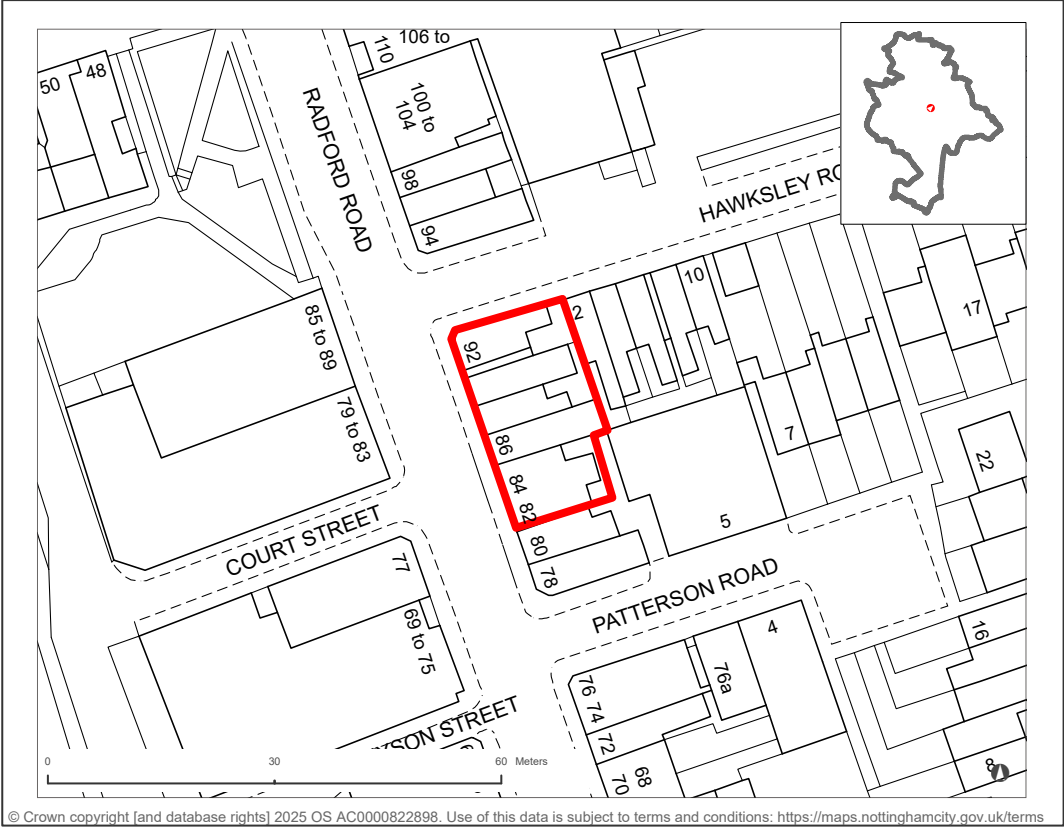 106 to
110
50
48
100 to
104
RADFORD ROAD
98
94
HAWKSLEY RO
10
2
17
85 to 89
92
79 to 83
86
7
22
84
82
5
80
78
COURT STREET
77
PATTERSON ROAD
69 to 75
4
16
76a
76
74
72
70
68
YSON STREET
8
0
30
60 Meters
© Crown copyright [and database rights] 2025 OS AC0000822898. Use of this data is subject to terms and conditions: https://maps.nottinghamcity.gov.uk/terms